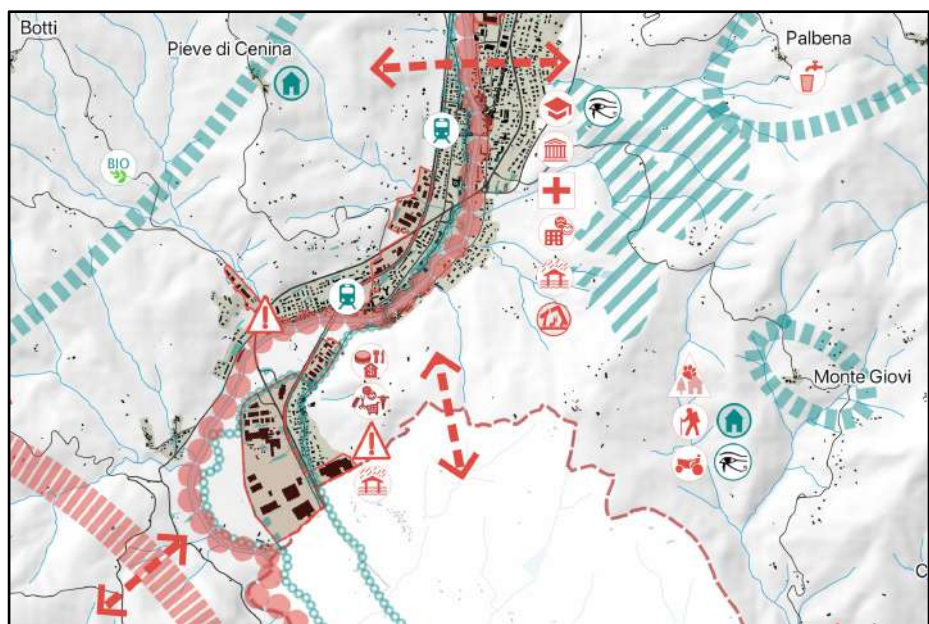 Botti
Pieve di Cenina
Palbena
BIO
Monte Giovi
C